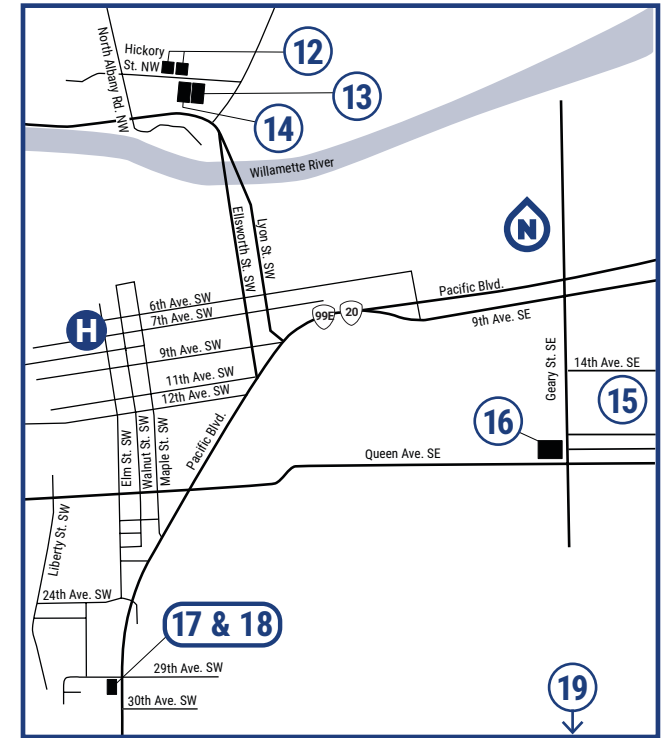 North Albany Rd. NW
Hickory
St. NW
12
13
14
Willamette River
Ellsworth St. SW
Lyon St. SW
N
6th Ave. SW
7th Ave. SW
H
9th Ave. SW
11th Ave. SW
12th Ave. SW
99E
20
Pacific Blvd.
9th Ave. SE
Geary St. SE
14th Ave. SE
15
16
Queen Ave. SE
Elm St. SW
Walnut St. SW
Maple St. SW
Pacific Blvd.
Liberty St. SW
24th Ave. SW
17 & 18
29th Ave. SW
30th Ave. SW
19